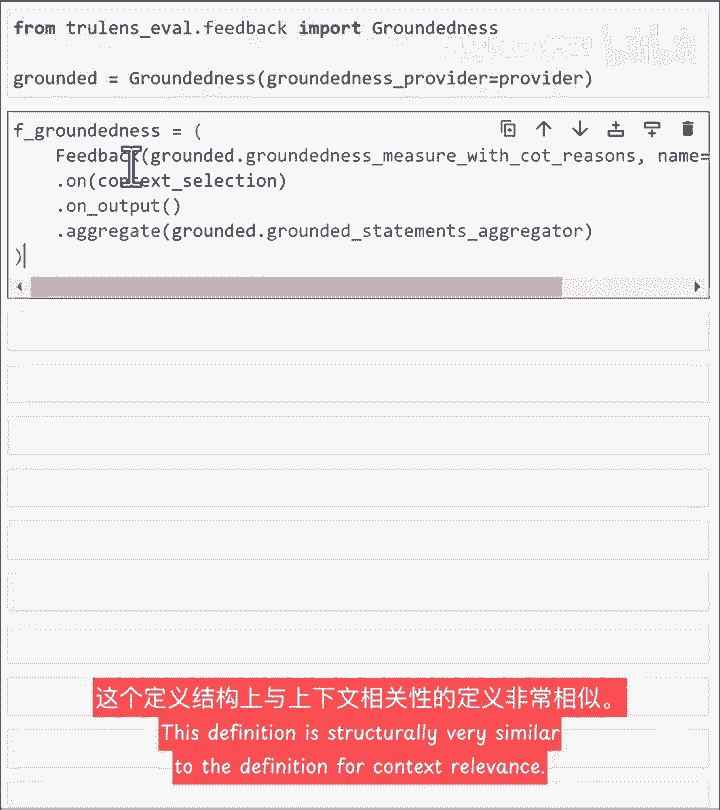 from trulens_eval.feedback import Groundedness
grounded = Groundedness(groundedness_provider=provider)
f_groundedness = (
    Feedback(grounded.groundedness_measure_with_cot_reasons, name=
    .on(context_selection)
    .on_output()
    .aggregate(grounded.grounded_statements_aggregator)
)
这个定义结构上与上下文相关性的定义非常相似。
This definition is structurally very similar
to the definition for context relevance.